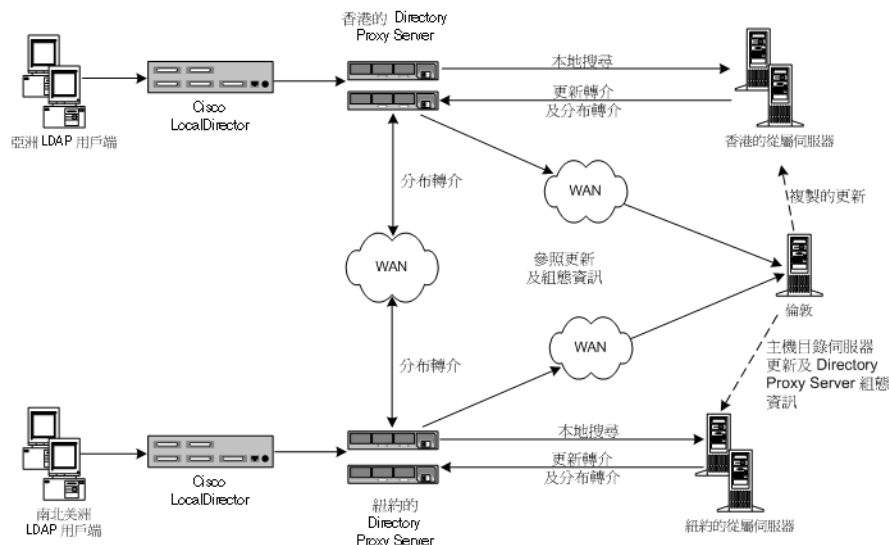 香港的 Directory
Proxy Server
本地搜尋
更新轉介
及分布轉介
Cisco
LocalDirector
亞洲 LDAP 用戶端
香港的從屬伺服器
分布轉介
WAN
複製的更新
WAN
參照更新
及組態資訊
倫敦
WAN
分布轉介
主機目錄伺服器
更新及 Directory
Proxy Server 組態
資訊
本地搜尋
更新轉介
及分布轉介
Cisco
LocalDirector
南北美洲
LDAP 用戶端
紐約的
Directory
Proxy Server
紐約的從屬伺服器